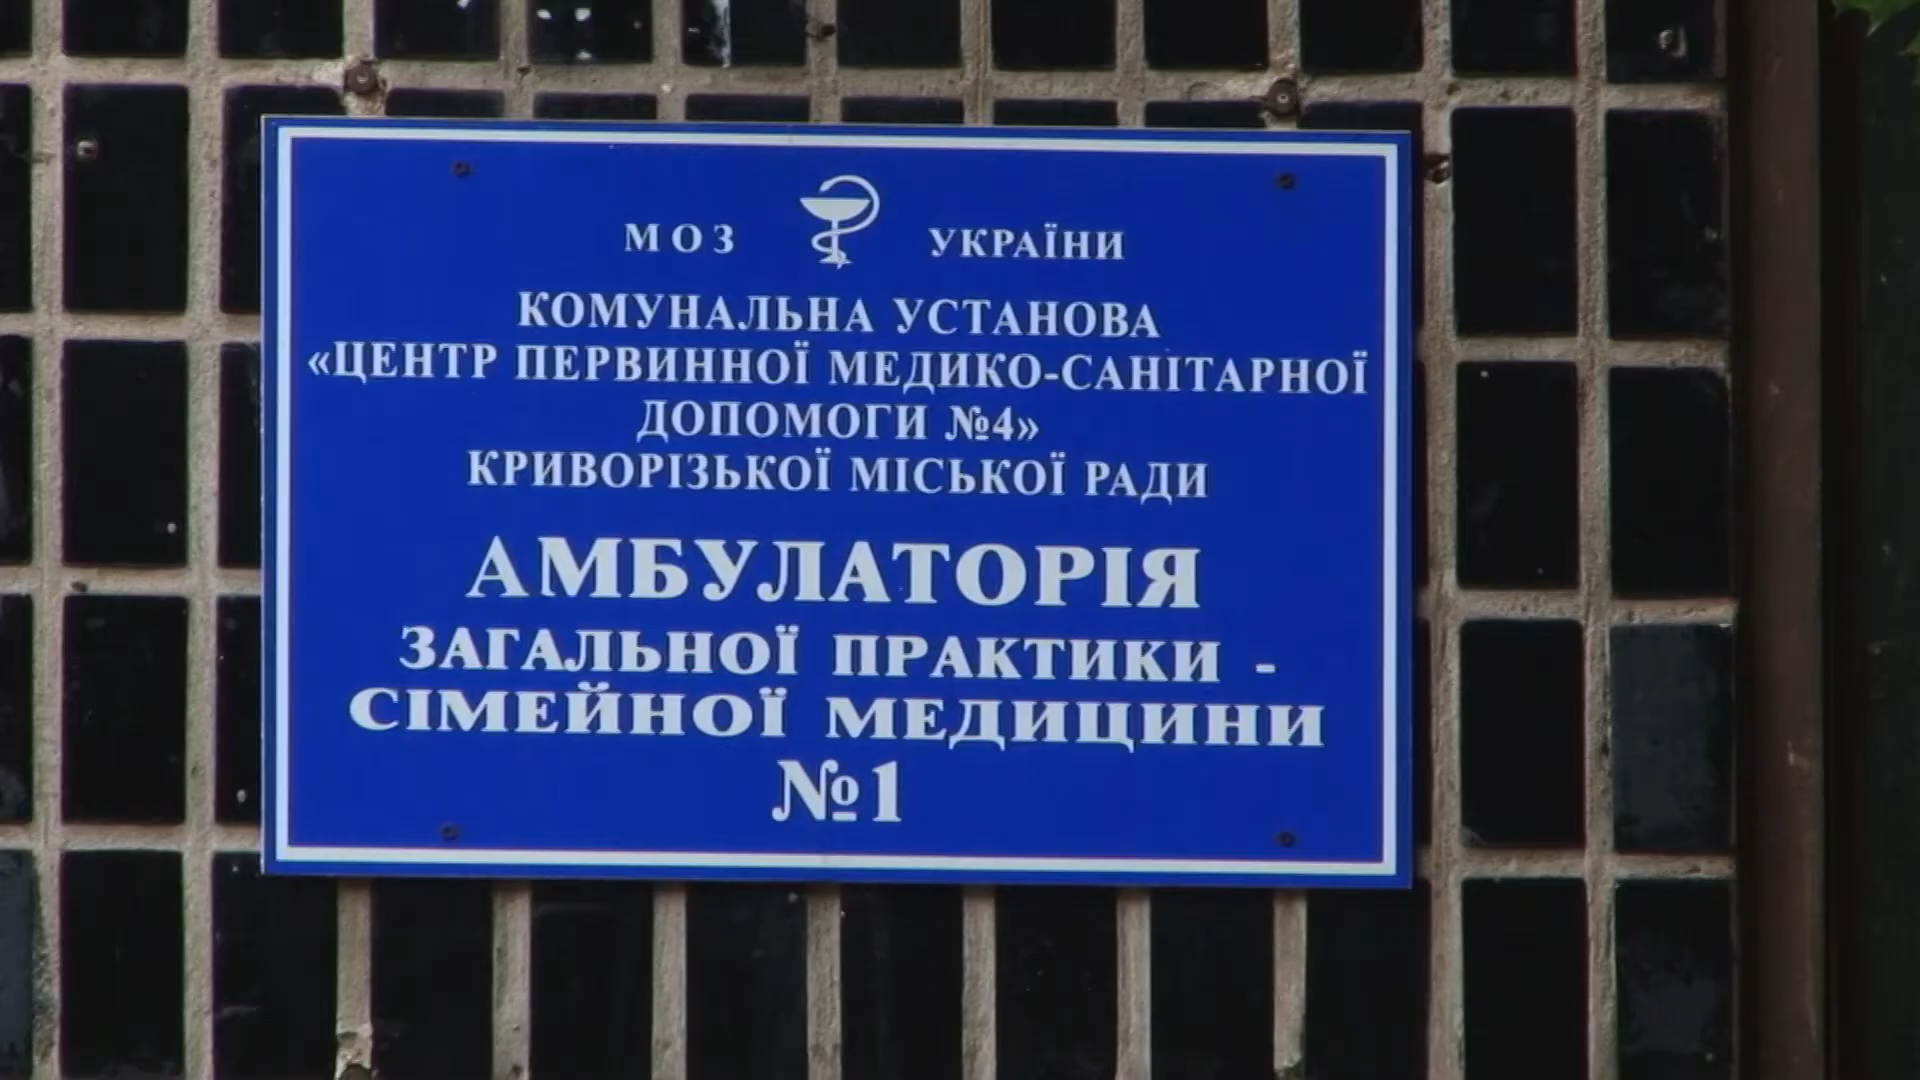 МОЗ УКРАЇНИ
КОМУНАЛЬНА УСТАНОВА
«ЦЕНТР ПЕРВИННОЇ МЕДИКО-САНІТАРНОЇ
ДОПОМОГИ №4»
КРИВОРІЗЬКОЇ МІСЬКОЇ РАДИ
АМБУЛАТОРІЯ
ЗАГАЛЬНОЇ ПРАКТИКИ -
СІМЕЙНОЇ МЕДИЦИНИ
№1